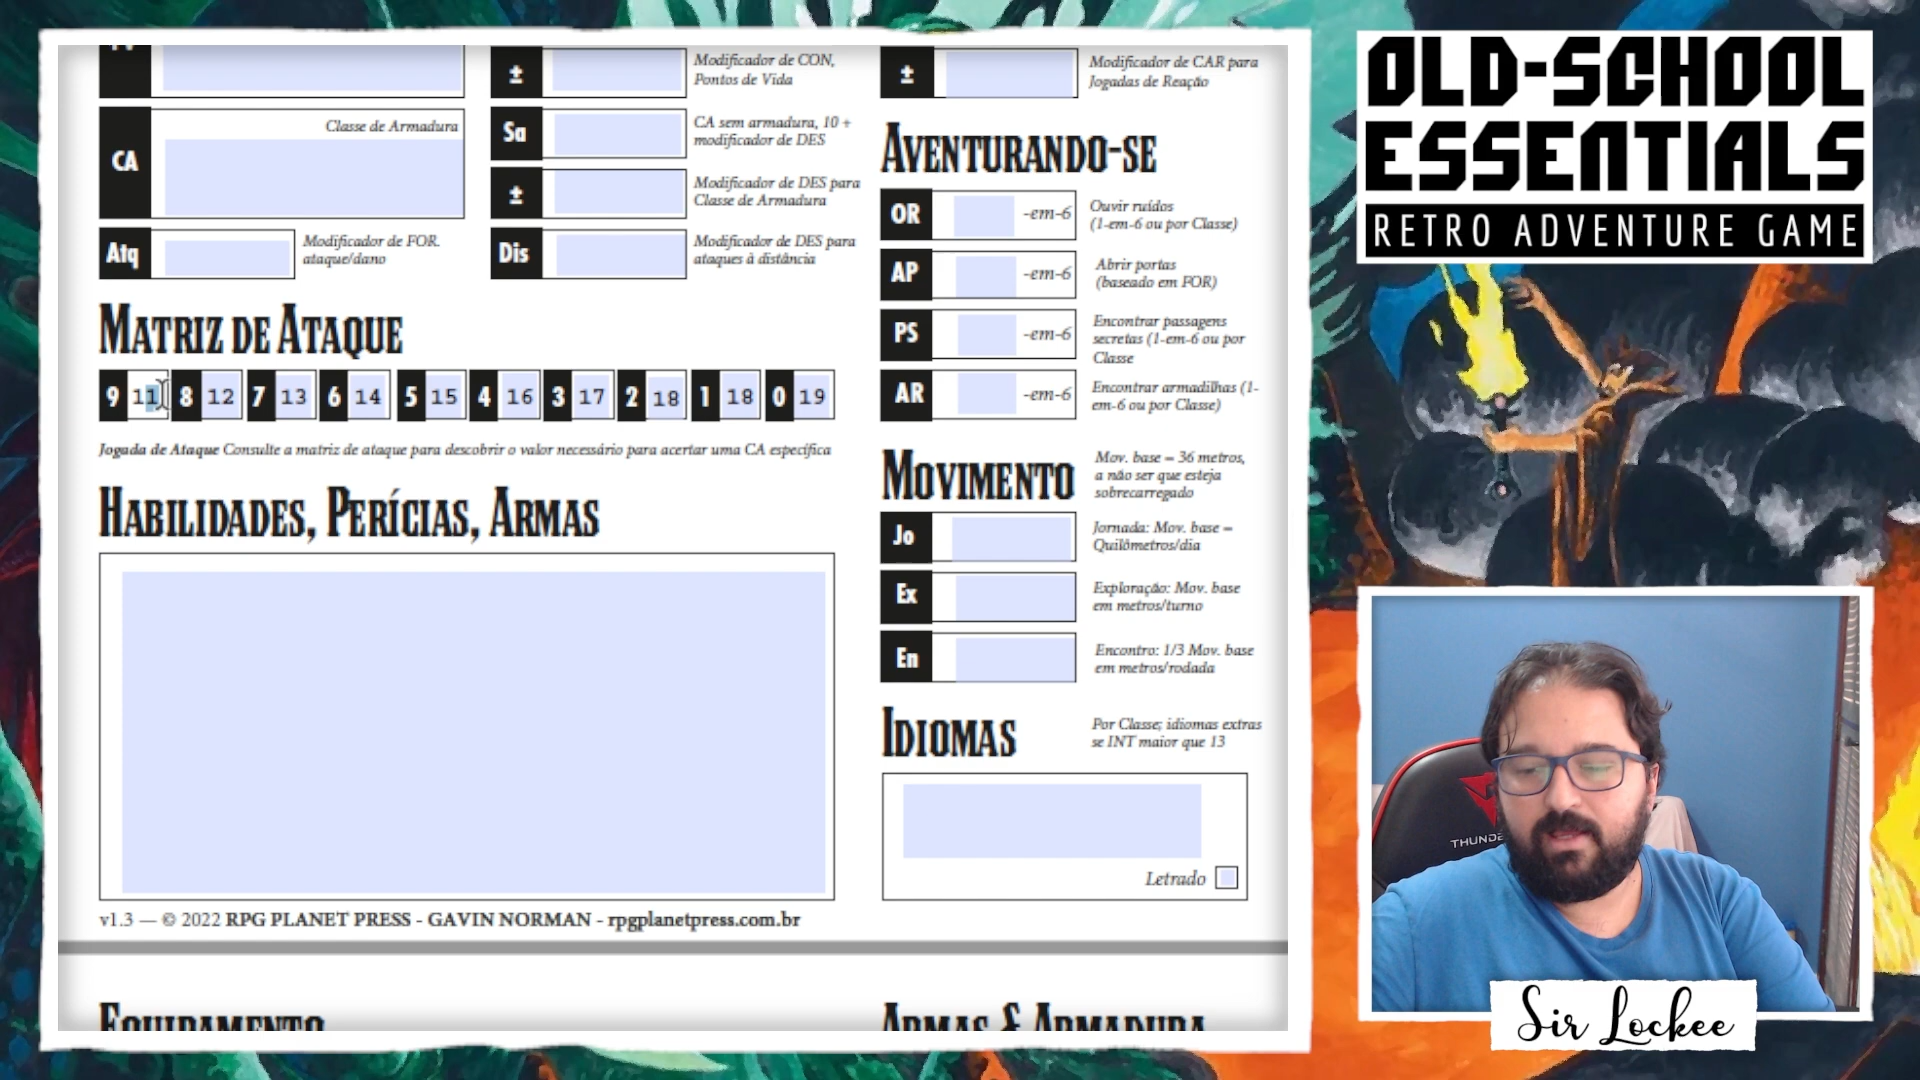 ±
Modificador de CON,
Pontos de Vida
±
Modificador de CAR para
Jogadas de Reação
CA
Classe de Armadura
Sa
CA sem armadura, 10 +
modificador de DES
±
Modificador de DES para
Classe de Armadura
Atq
Modificador de FOR.
ataque/dano
Dis
Modificador de DES para
ataques à distância
MATRIZ DE ATAQUE
9 11 8 12 7 13 6 14 5 15 4 16 3 17 2 18 1 18 0 19
Jogada de Ataque Consulte a matriz de ataque para descobrir o valor necessário para acertar uma CA específica
HABILIDADES, PERÍCIAS, ARMAS
v1.3 — © 2022 RPG PLANET PRESS - GAVIN NORMAN - rpgplanetpress.com.br
AVENTURANDO-SE
OR -em-6
Ouvir ruídos
(1-em-6 ou por Classe)
AP -em-6
Abrir portas
(baseado em FOR)
PS -em-6
Encontrar passagens
secretas (1-em-6 ou por
Classe
AR -em-6
Encontrar armadilhas (1-
em-6 ou por Classe)
MOVIMENTO
Mov. base = 36 metros,
a não ser que esteja
sobrecarregado
Jo
Jornada: Mov. base =
Quilômetros/dia
Ex
Exploração: Mov. base
em metros/turno
En
Encontro: 1/3 Mov. base
em metros/rodada
IDIOMAS
Por Classe; idiomas extras
se INT maior que 13
Letrado
EQUIPAMENTO
ARMAS & ARMADURA
OLD-SCHOOL
ESSENTIALS
RETRO ADVENTURE GAME
THUNDE
Sir Lockee